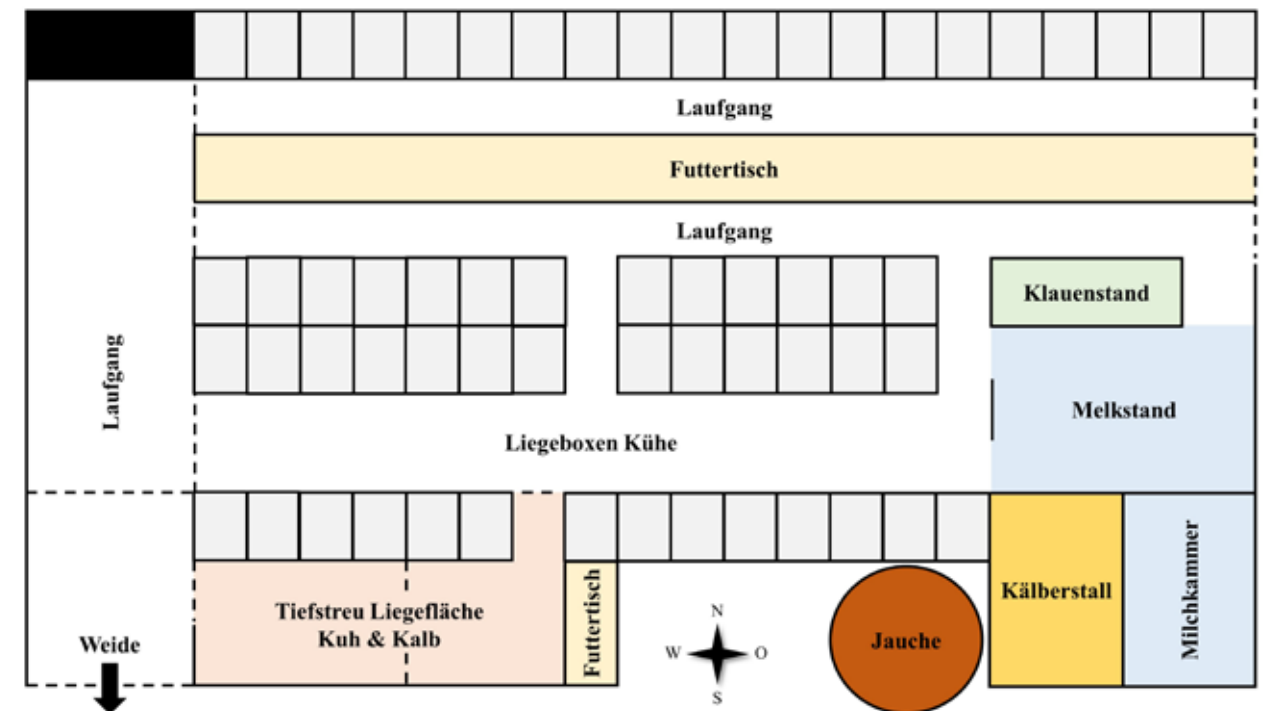 Laufgang
Futtertisch
Laufgang
Klauenstand
Laufgang
Melkstand
Liegeboxen Kühe
Tiefstreu Liegefläche
Kuh & Kalb
Futtertisch
Kälberstall
Milchkammer
N
W
O
S
Jauche
Weide